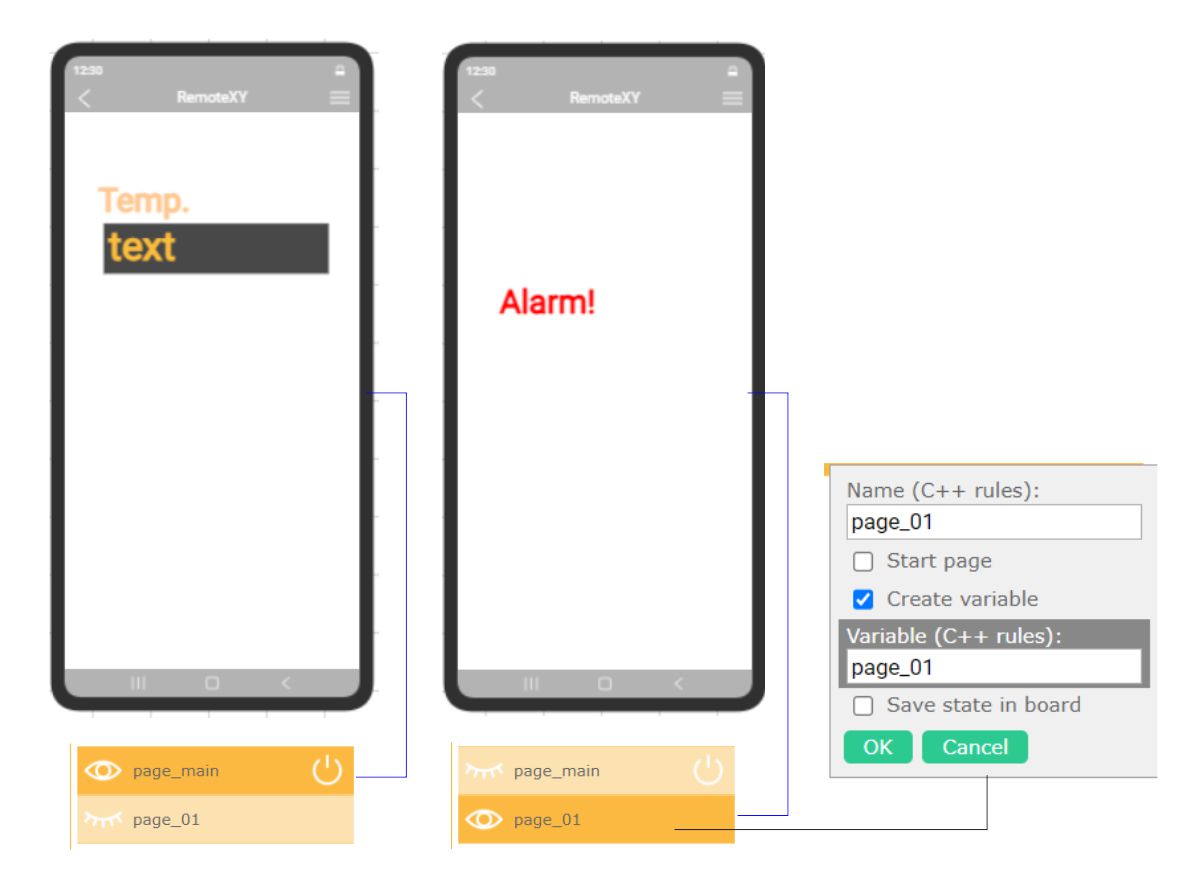 12:30
RemoteXY
Temp.
text
12:30
RemoteXY
Alarm!
Name (C++ rules):
page_01
Start page
Create variable
Variable (C++ rules):
page_01
Save state in board
OK
Cancel
page_main
page_01
page_main
page_01